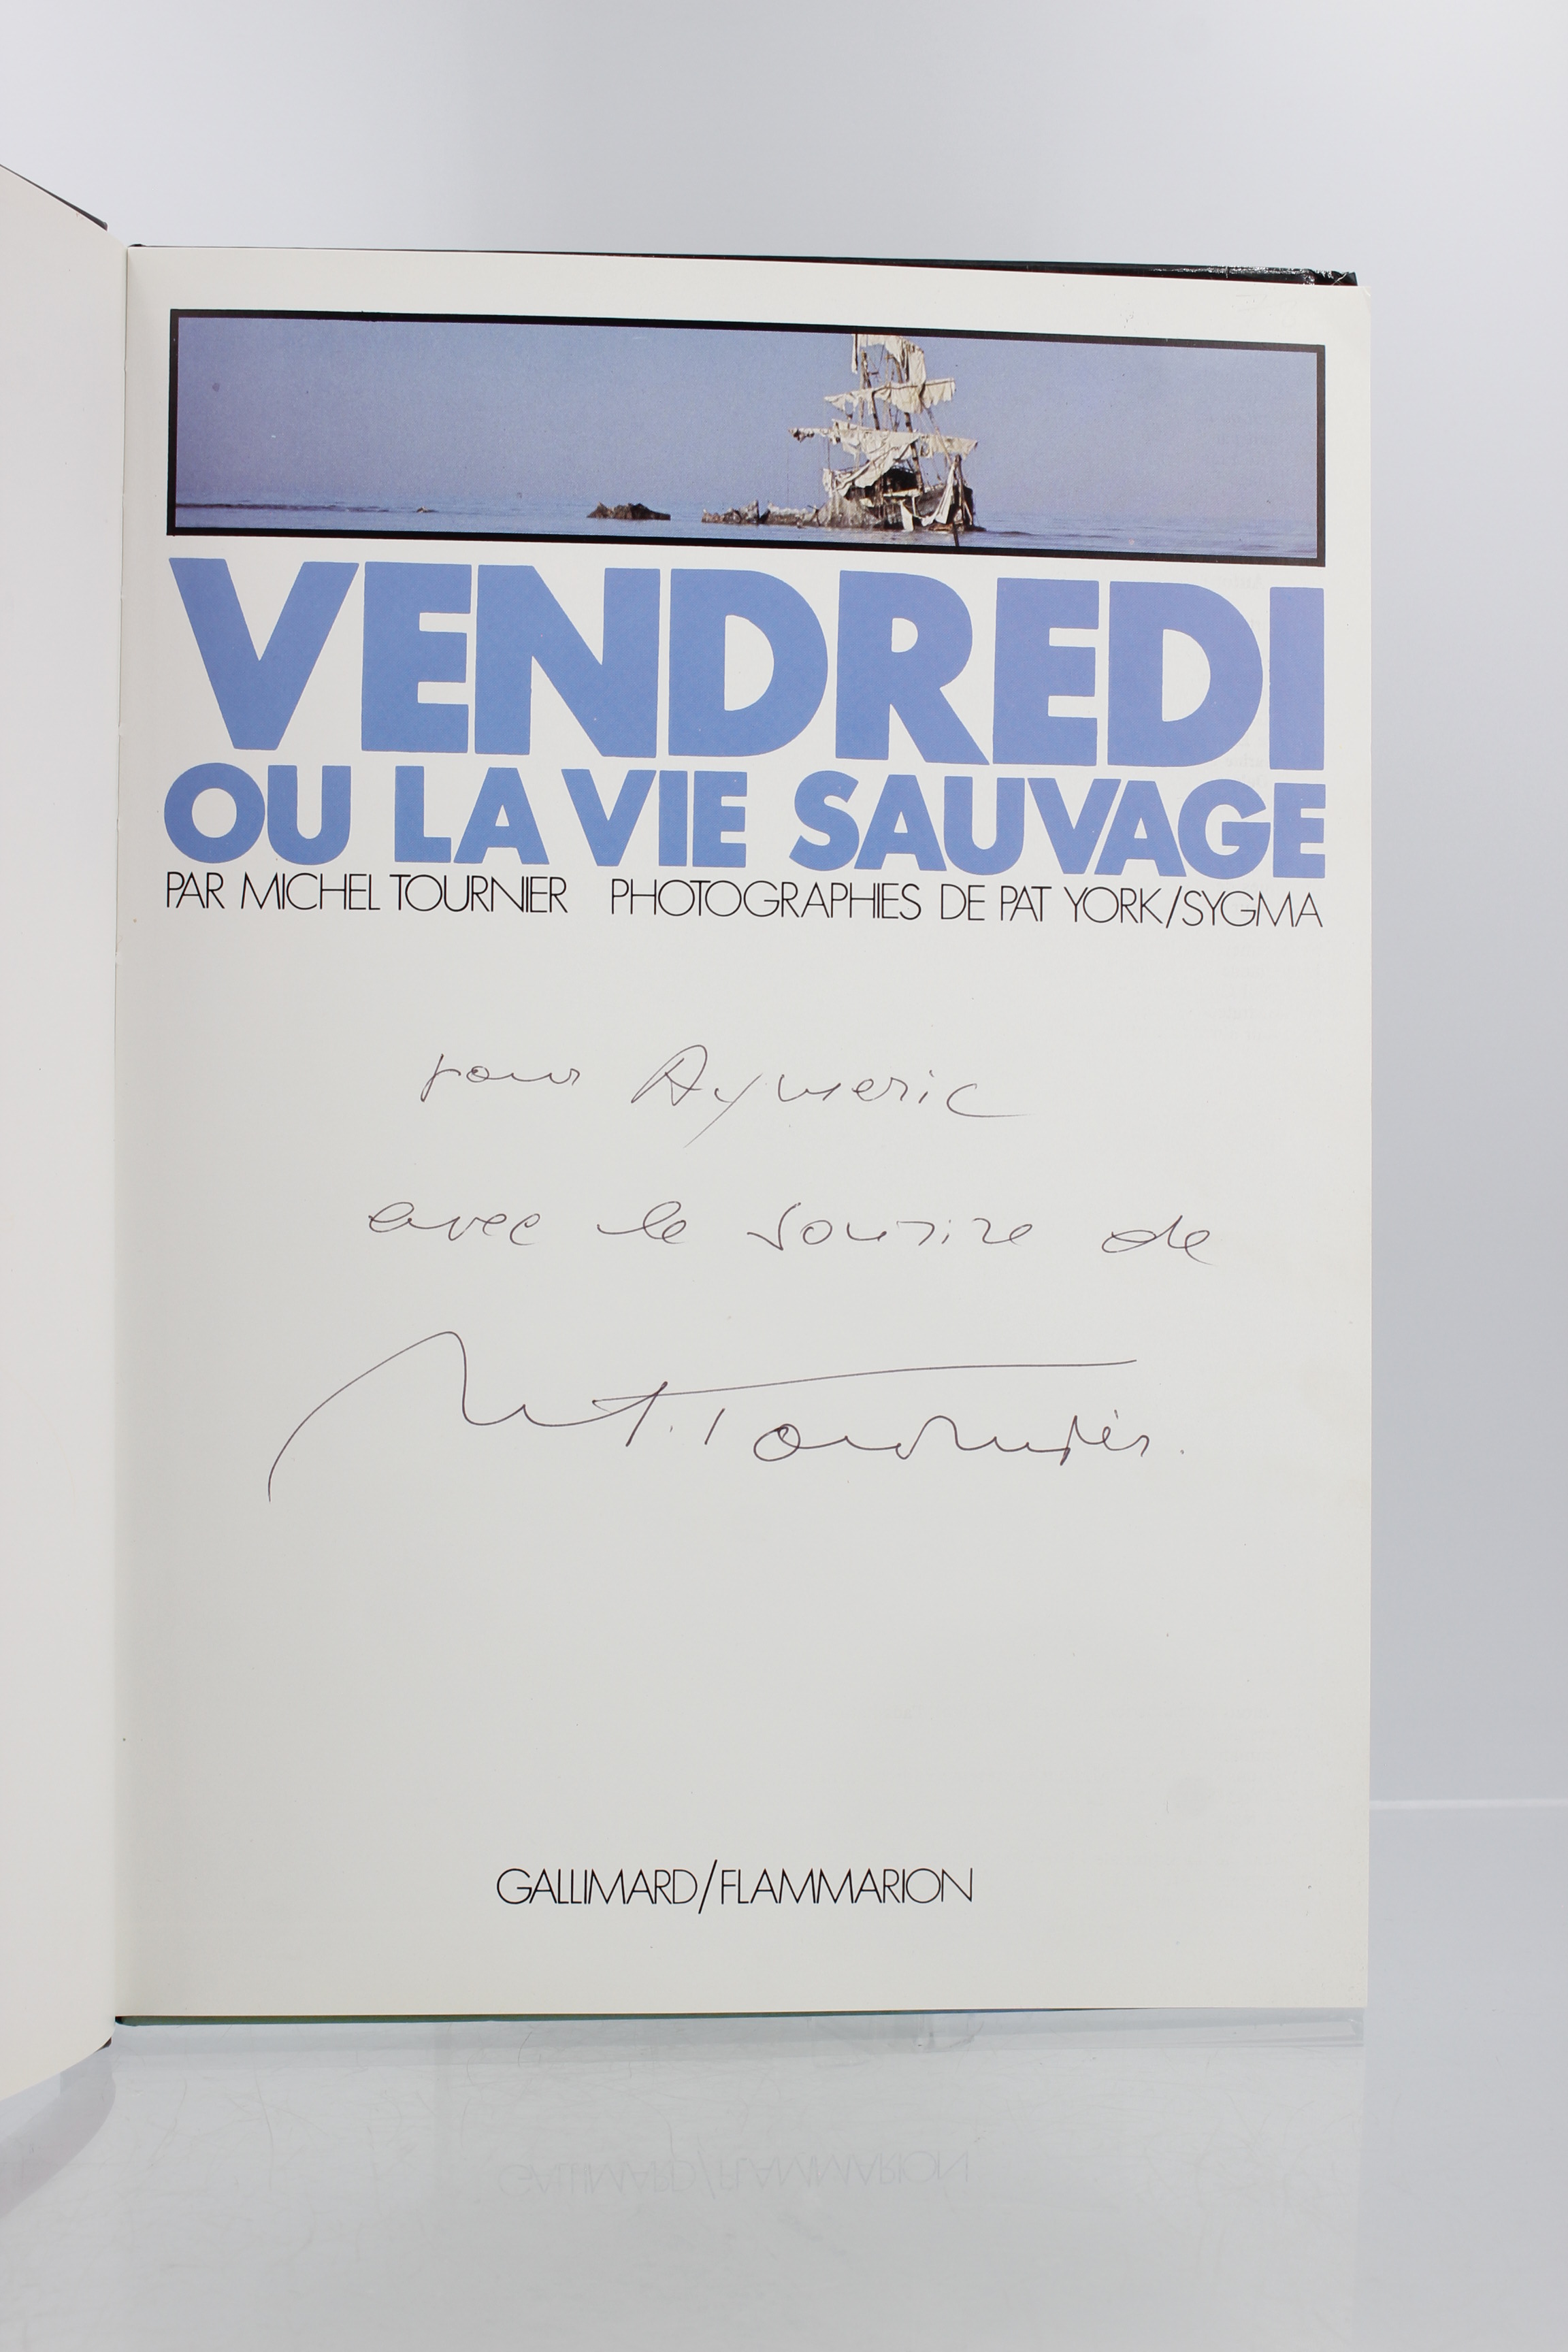 VENDREDI
OU LA VIE SAUVAGE
PAR MICHEL TOURNIER PHOTOGRAPHIES DE PAT YORK/SYGMA
pour Aymeric
avec le sourire de
M. Tournier.
GALLIMARD/FLAMMARION